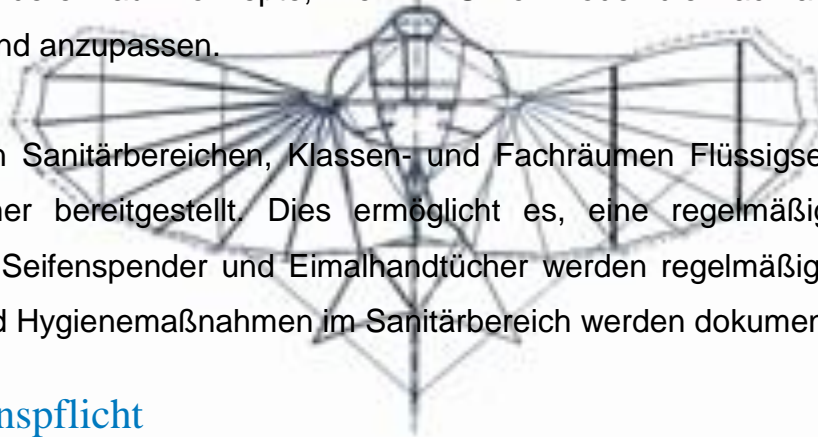 nd anzupassen.
n Sanitärbereichen, Klassen- und Fachräumen Flüssigse
her bereitgestellt. Dies ermöglicht es, eine regelmäßig
Seifenspender und Eimalhandtücher werden regelmäßig
d Hygienemaßnahmen im Sanitärbereich werden dokumen
nspflicht